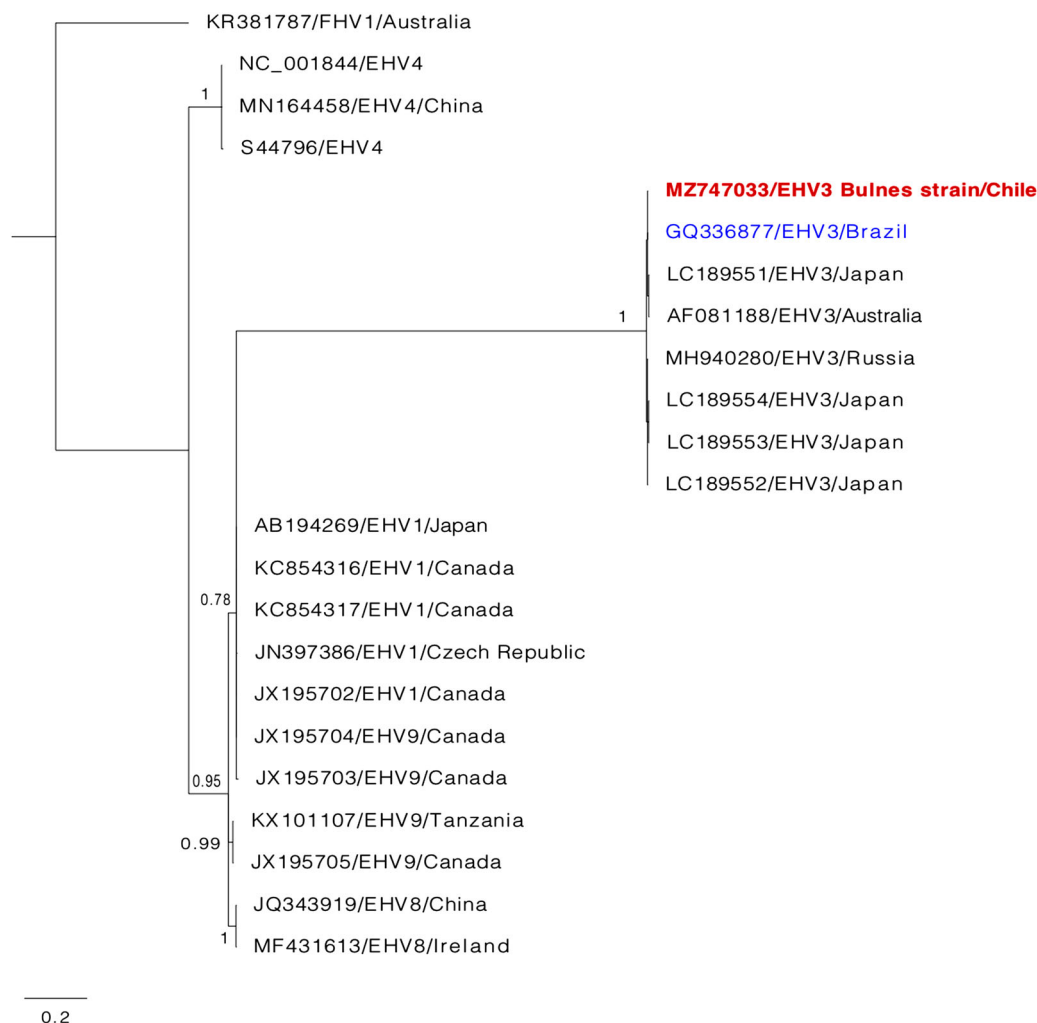 KR381787/FHV1/Australia
NC_001844/EHV4
1
MN164458/EHV4/China
S44796/EHV4
MZ747033/EHV3 Bulnes strain/Chile
GQ336877/EHV3/Brazil
LC189551/EHV3/Japan
1
AF081188/EHV3/Australia
MH940280/EHV3/Russia
LC189554/EHV3/Japan
LC189553/EHV3/Japan
LC189552/EHV3/Japan
AB194269/EHV1/Japan
KC854316/EHV1/Canada
0.78
KC854317/EHV1/Canada
JN397386/EHV1/Czech Republic
JX195702/EHV1/Canada
JX195704/EHV9/Canada
0.95
JX195703/EHV9/Canada
KX101107/EHV9/Tanzania
0.99
JX195705/EHV9/Canada
JQ343919/EHV8/China
1
MF431613/EHV8/Ireland
0.2